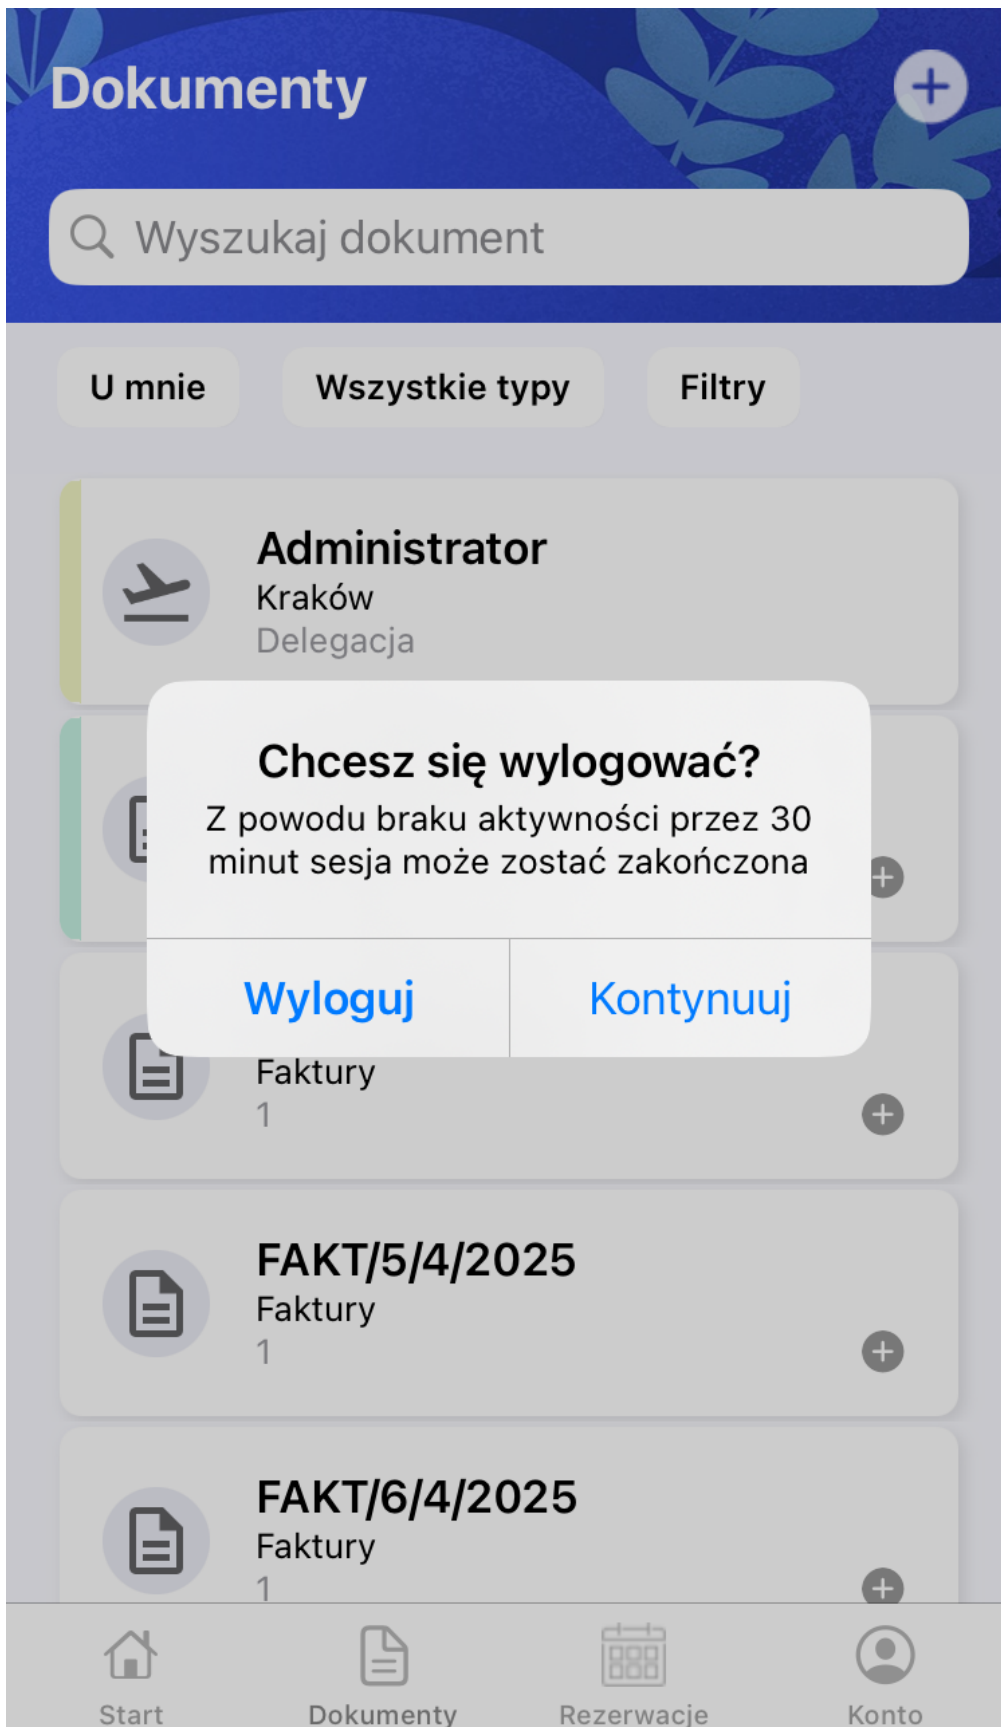 Dokumenty
Wyszukaj dokument
U mnie
Wszystkie typy
Filtry
Administrator
Kraków
Delegacja
Chcesz się wylogować?
Z powodu braku aktywności przez 30
minut sesja może zostać zakończona
Wyloguj
Kontynuuj
Faktury
1
FAKT/5/4/2025
Faktury
1
FAKT/6/4/2025
Faktury
1
Start
Dokumenty
Rezerwacje
Konto